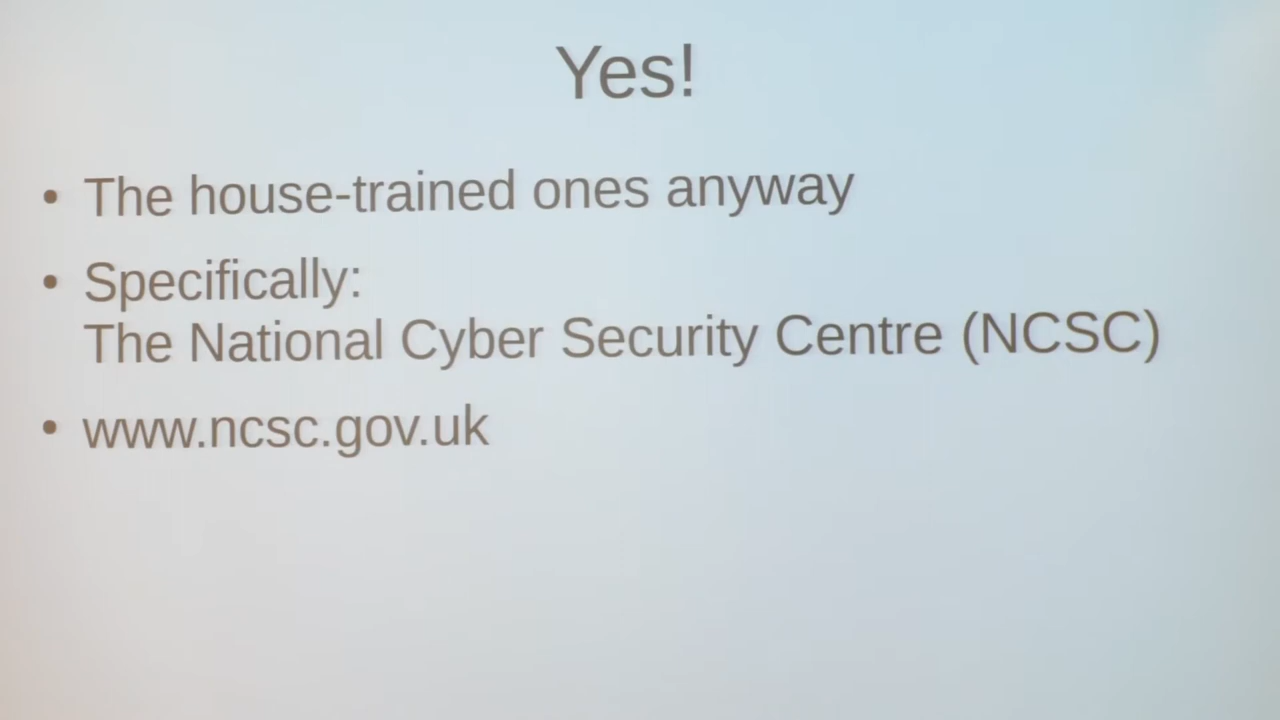 Yes!
• The house-trained ones anyway
• Specifically:
The National Cyber Security Centre (NCSC)
• www.ncsc.gov.uk